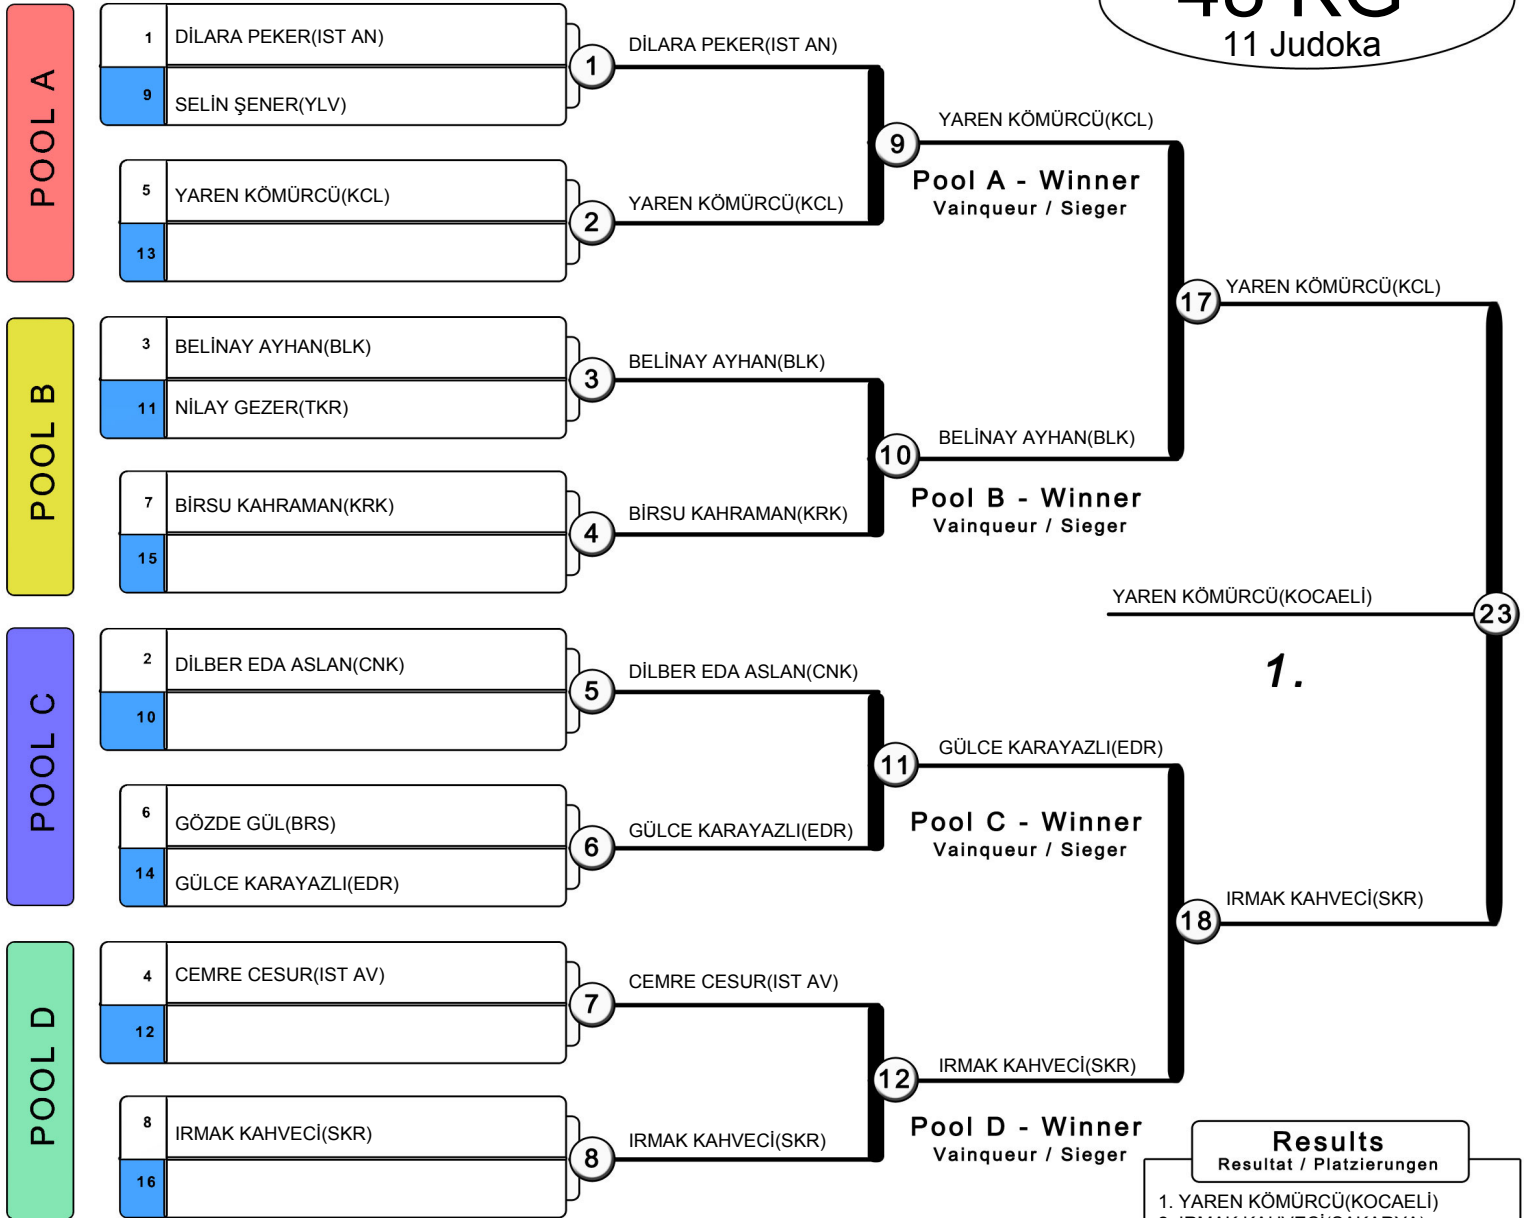 48 KG
11 Judoka
POOL A
1 DİLARA PEKER(IST AN)
9 SELİN ŞENER(YLV)
5 YAREN KÖMÜRCÜ(KCL)
13
1
DİLARA PEKER(IST AN)
2
YAREN KÖMÜRCÜ(KCL)
9
YAREN KÖMÜRCÜ(KCL)
Pool A - Winner
Vainqueur / Sieger
POOL B
3 BELİNAY AYHAN(BLK)
11 NİLAY GEZER(TKR)
7 BİRSU KAHRAMAN(KRK)
15
3
BELİNAY AYHAN(BLK)
4
BİRSU KAHRAMAN(KRK)
10
BELİNAY AYHAN(BLK)
Pool B - Winner
Vainqueur / Sieger
17
YAREN KÖMÜRCÜ(KCL)
YAREN KÖMÜRCÜ(KOCAELİ)
23
1.
POOL C
2 DİLBER EDA ASLAN(CNK)
10
6 GÖZDE GÜL(BRS)
14 GÜLCE KARAYAZLI(EDR)
5
DİLBER EDA ASLAN(CNK)
6
GÜLCE KARAYAZLI(EDR)
11
GÜLCE KARAYAZLI(EDR)
Pool C - Winner
Vainqueur / Sieger
18
IRMAK KAHVECİ(SKR)
POOL D
4 CEMRE CESUR(IST AV)
12
8 IRMAK KAHVECİ(SKR)
16
7
CEMRE CESUR(IST AV)
8
IRMAK KAHVECİ(SKR)
12
IRMAK KAHVECİ(SKR)
Pool D - Winner
Vainqueur / Sieger
Results
Resultat / Platzierungen
1. YAREN KÖMÜRCÜ(KOCAELİ)
2. IRMAK KAHVECİ(SAKARYA)